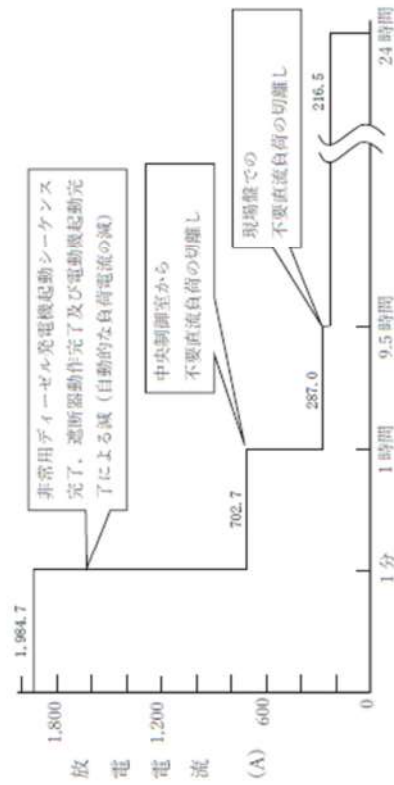 1,984.7
非常用ディーゼル発電機起動シーケンス
完了，遮断器動作完了及び電動機起動完
了による減（自動的な負荷電流の減）
1,800
放電電流
(A)
1,200
702.7
中央制御室から
不要直流負荷の切離し
600
287.0
現場盤での
不要直流負荷の切離し
216.5
0
1分
1時間
9.5時間
24時間